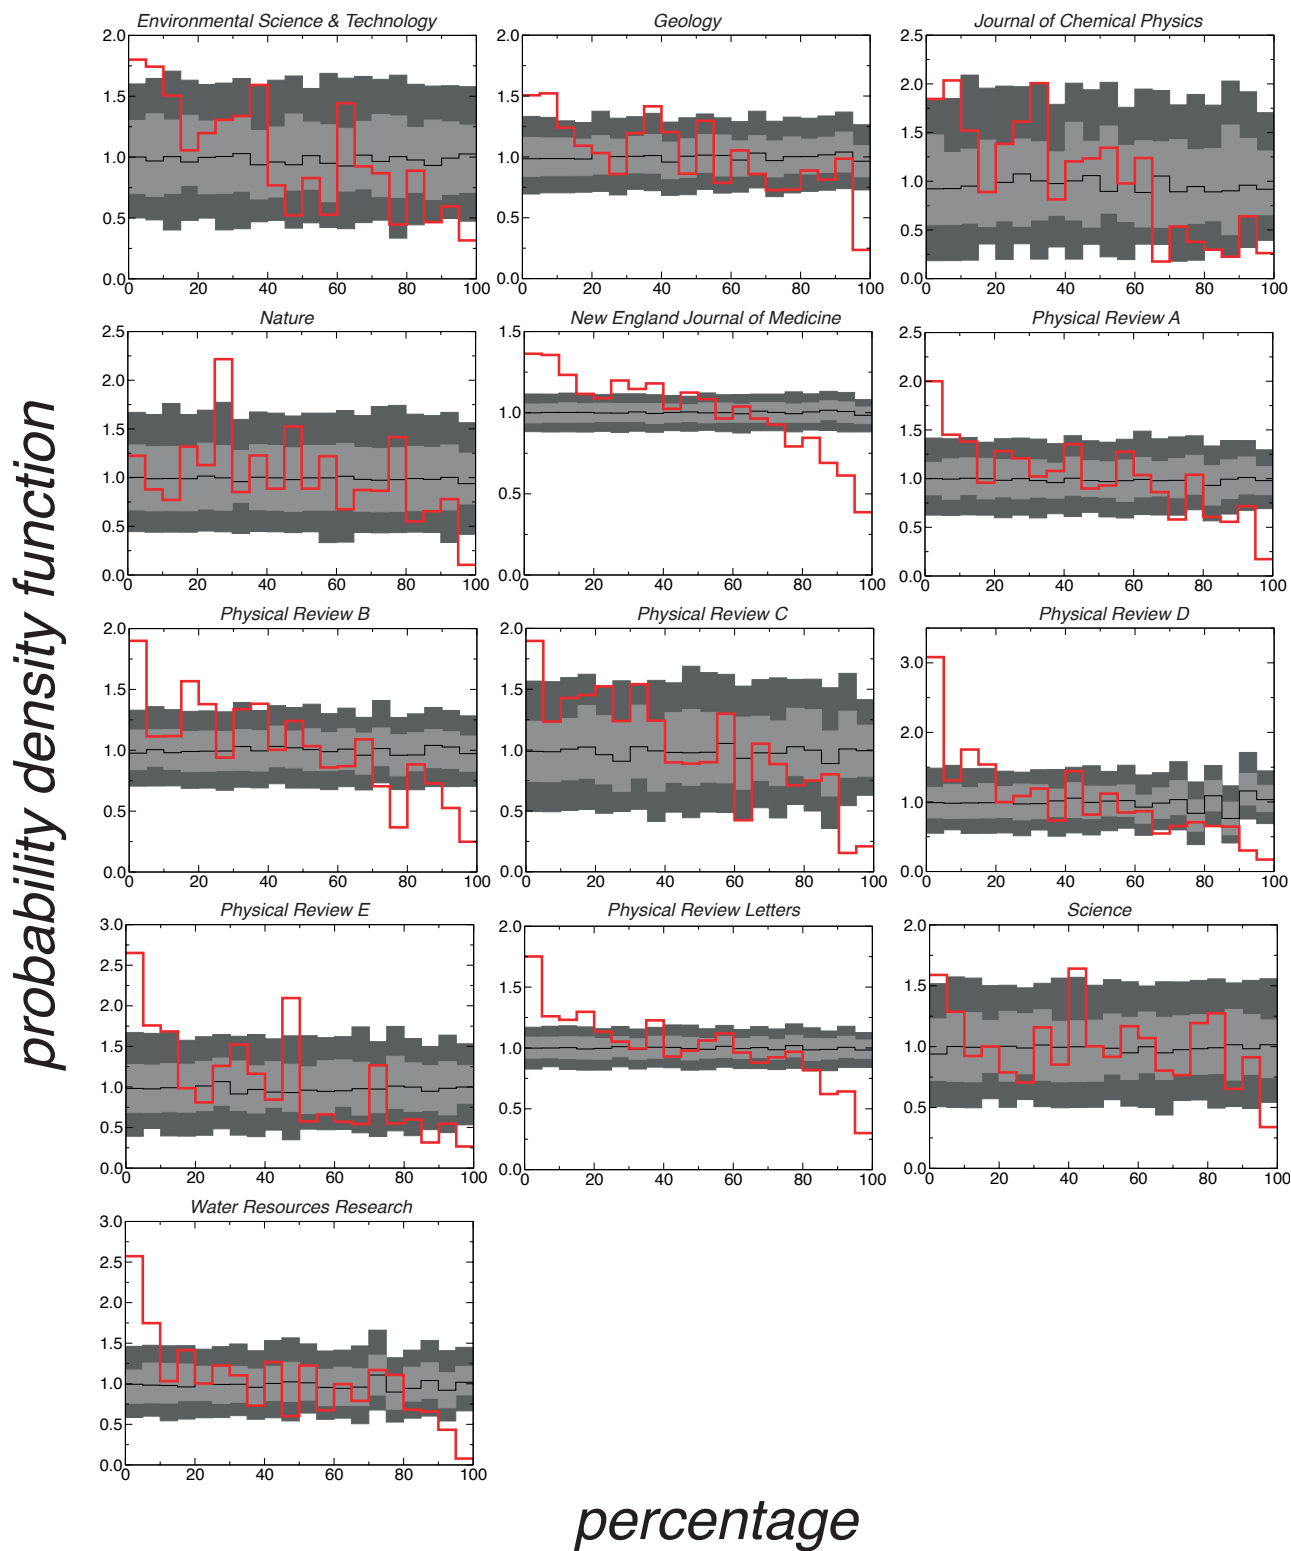 probability density function
Environmental Science & Technology
2.0
1.5
1.0
0.5
0.0
0 20 40 60 80 100
Geology
2.0
1.5
1.0
0.5
0.0
0 20 40 60 80 100
Journal of Chemical Physics
2.5
2.0
1.5
1.0
0.5
0.0
0 20 40 60 80 100
Nature
2.5
2.0
1.5
1.0
0.5
0.0
0 20 40 60 80 100
New England Journal of Medicine
1.5
1.0
0.5
0.0
0 20 40 60 80 100
Physical Review A
2.5
2.0
1.5
1.0
0.5
0.0
0 20 40 60 80 100
Physical Review B
2.0
1.5
1.0
0.5
0.0
0 20 40 60 80 100
Physical Review C
2.0
1.5
1.0
0.5
0.0
0 20 40 60 80 100
Physical Review D
3.0
2.0
1.0
0.0
0 20 40 60 80 100
Physical Review E
3.0
2.5
2.0
1.5
1.0
0.5
0.0
0 20 40 60 80 100
Physical Review Letters
2.0
1.5
1.0
0.5
0.0
0 20 40 60 80 100
Science
2.0
1.5
1.0
0.5
0.0
0 20 40 60 80 100
Water Resources Research
3.0
2.5
2.0
1.5
1.0
0.5
0.0
0 20 40 60 80 100
percentage